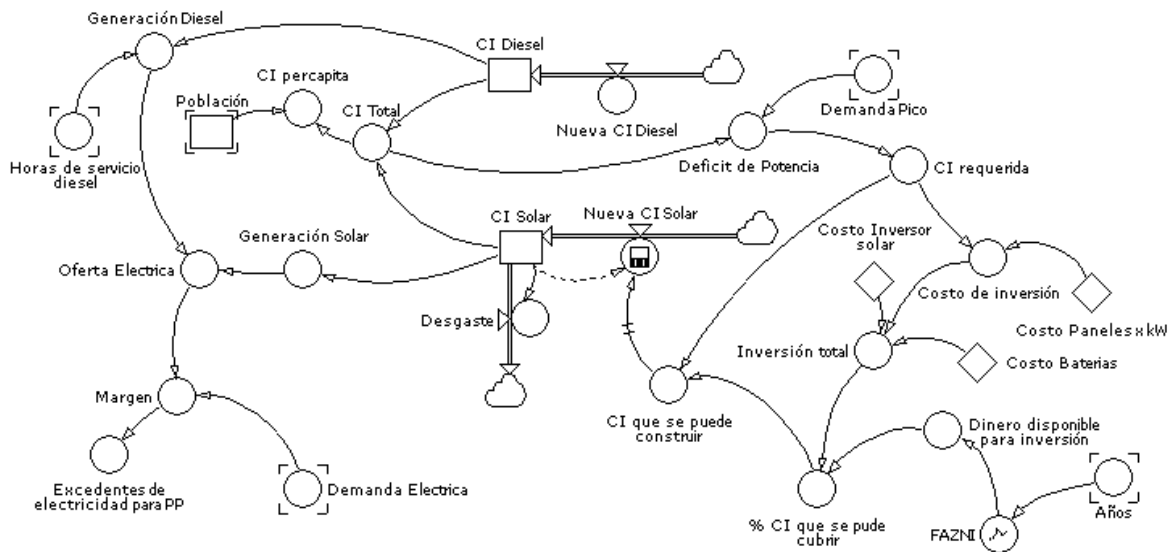 Generación Diesel
CI Diesel
CI percapita
Población
CI Total
Nueva CI Diesel
Demanda Pico
Horas de servicio
diesel
Deficit de Potencia
CI requerida
CI Solar
Nueva CI Solar
Costo Inversor
solar
Generación Solar
Oferta Electrica
Costo de inversión
Desgaste
Costo Paneles x kW
Inversión total
Costo Baterias
Margen
CI que se puede
construir
Dinero disponible
para inversión
Excedentes de
electricidad para PP
Demanda Electrica
% CI que se pude
cubrir
FAZNI
Años